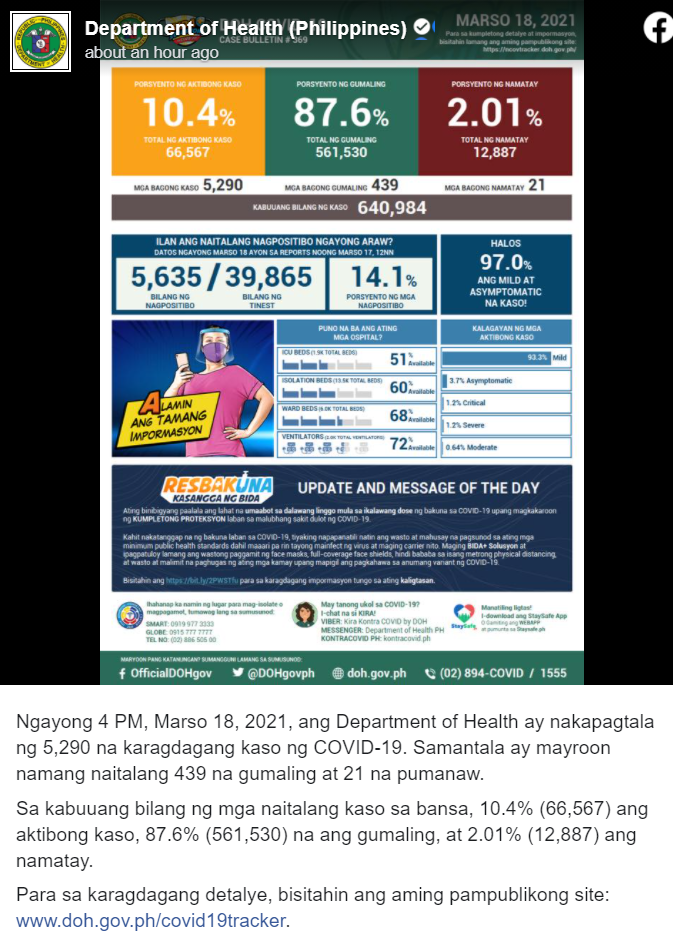 Department of Health (Philippines)
about an hour ago
CASE BULLETIN #369
MARSO 18, 2021
Para sa kumpletong detalye at impormasyon,
bisitahin lamang ang aming pampublikong site:
https://ncovtracker.doh.gov.ph/
PORSYENTO NG AKTIBONG KASO
10.4%
TOTAL NG AKTIBONG KASO
66,567
PORSYENTO NG GUMALING
87.6%
TOTAL NG GUMALING
561,530
PORSYENTO NG NAMATAY
2.01%
TOTAL NG NAMATAY
12,887
MGA BAGONG KASO 5,290
MGA BAGONG GUMALING 439
MGA BAGONG NAMATAY 21
KABUUANG BILANG NG KASO 640,984
ILAN ANG NAITALANG NAGPOSITIBO NGAYONG ARAW?
DATOS NGAYONG MARSO 18 AYON SA REPORTS NOONG MARSO 17, 12NN
5,635 / 39,865
BILANG NG NAGPOSITIBO
BILANG NG TINEST
14.1%
PORSYENTO NG MGA NAGPOSITIBO
HALOS
97.0%
ANG MILD AT
ASYMPTOMATIC
NA KASO!
ALAMIN
ANG TAMANG
IMPORMASYON
PUNO NA BA ANG ATING
MGA OSPITAL?
ICU BEDS (1.9K TOTAL BEDS)
51% Available
ISOLATION BEDS (13.5K TOTAL BEDS)
60% Available
WARD BEDS (6.0K TOTAL BEDS)
68% Available
VENTILATORS (2.0K TOTAL VENTILATORS)
72% Available
KALAGAYAN NG MGA
AKTIBONG KASO
93.3% Mild
3.7% Asymptomatic
1.2% Critical
1.2% Severe
0.64% Moderate
RESBAKUNA
KASANGGA NG BIDA
UPDATE AND MESSAGE OF THE DAY
Ating binibigyang paalala ang lahat na umaabot sa dalawang linggo mula sa ikalawang dose ng bakuna sa COVID-19 upang magkakaroon
ng KUMPLETONG PROTEKSYON laban sa malubhang sakit dulot ng COVID-19.
Kahit nakatanggap na ng bakuna laban sa COVID-19, tiyaking napapanatili natin ang wasto at mahusay na pagsunod sa ating mga
minimum public health standards dahil maaari pa rin tayong mainfect ng virus at maging carrier nito. Maging BIDA+ Solusyon at
ipagpatuloy lamang ang wastong paggamit ng face masks, full-coverage face shields, hindi bababa sa isang metrong physical distancing,
at wasto at malimit na paghugas ng ating mga kamay upang mapigil ang pagkahawa sa anumang variant ng COVID-19.
Bisitahin ang https://bit.ly/2PWSTlu para sa karagdagang impormasyon tungo sa ating kaligtasan.
Ihahanap ka namin ng lugar para mag-isolate o
magpagamot, tumawag lang sa sumusunod:
SMART: 0919 977 3333
GLOBE: 0915 777 7777
TEL NO: (02) 886 505 00
May tanong ukol sa COVID-19?
I-chat na si KIRA!
VIBER: Kira Kontra COVID by DOH
MESSENGER: Department of Health PH
KONTRACOVID PH: kontracovid.ph
StaySafe
Manatiling ligtas!
I-download ang StaySafe App
O Gamiting ang WEBAPP
at pumunta sa Staysafe.ph
MAYROON PANG KATANUNGAN? SUMANGGUNI LAMANG SA SUMUSUNOD:
OfficialDOHgov
@DOHgovph
doh.gov.ph
(02) 894-COVID / 1555
Ngayong 4 PM, Marso 18, 2021, ang Department of Health ay nakapagtala
ng 5,290 na karagdagang kaso ng COVID-19. Samantala ay mayroon
namang naitalang 439 na gumaling at 21 na pumanaw.
Sa kabuuang bilang ng mga naitalang kaso sa bansa, 10.4% (66,567) ang
aktibong kaso, 87.6% (561,530) na ang gumaling, at 2.01% (12,887) ang
namatay.
Para sa karagdagang detalye, bisitahin ang aming pampublikong site:
www.doh.gov.ph/covid19tracker.